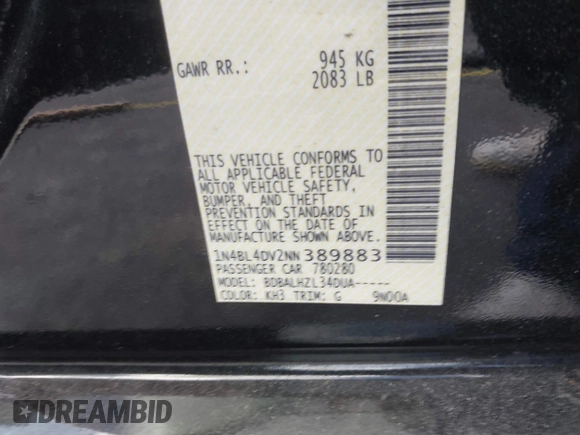 GAWR RR.: 945 KG
2083 LB
THIS VEHICLE CONFORMS TO
ALL APPLICABLE FEDERAL
MOTOR VEHICLE SAFETY,
BUMPER, AND THEFT
PREVENTION STANDARDS IN
EFFECT ON THE DATE OF
MANUFACTURE SHOWN ABOVE.
1N4BL4DV2NN389883
PASSENGER CAR 780280
MODEL: BDBALHZL34DUA-----
COLOR: KH3 TRIM: G 9N00A
DREAMBID